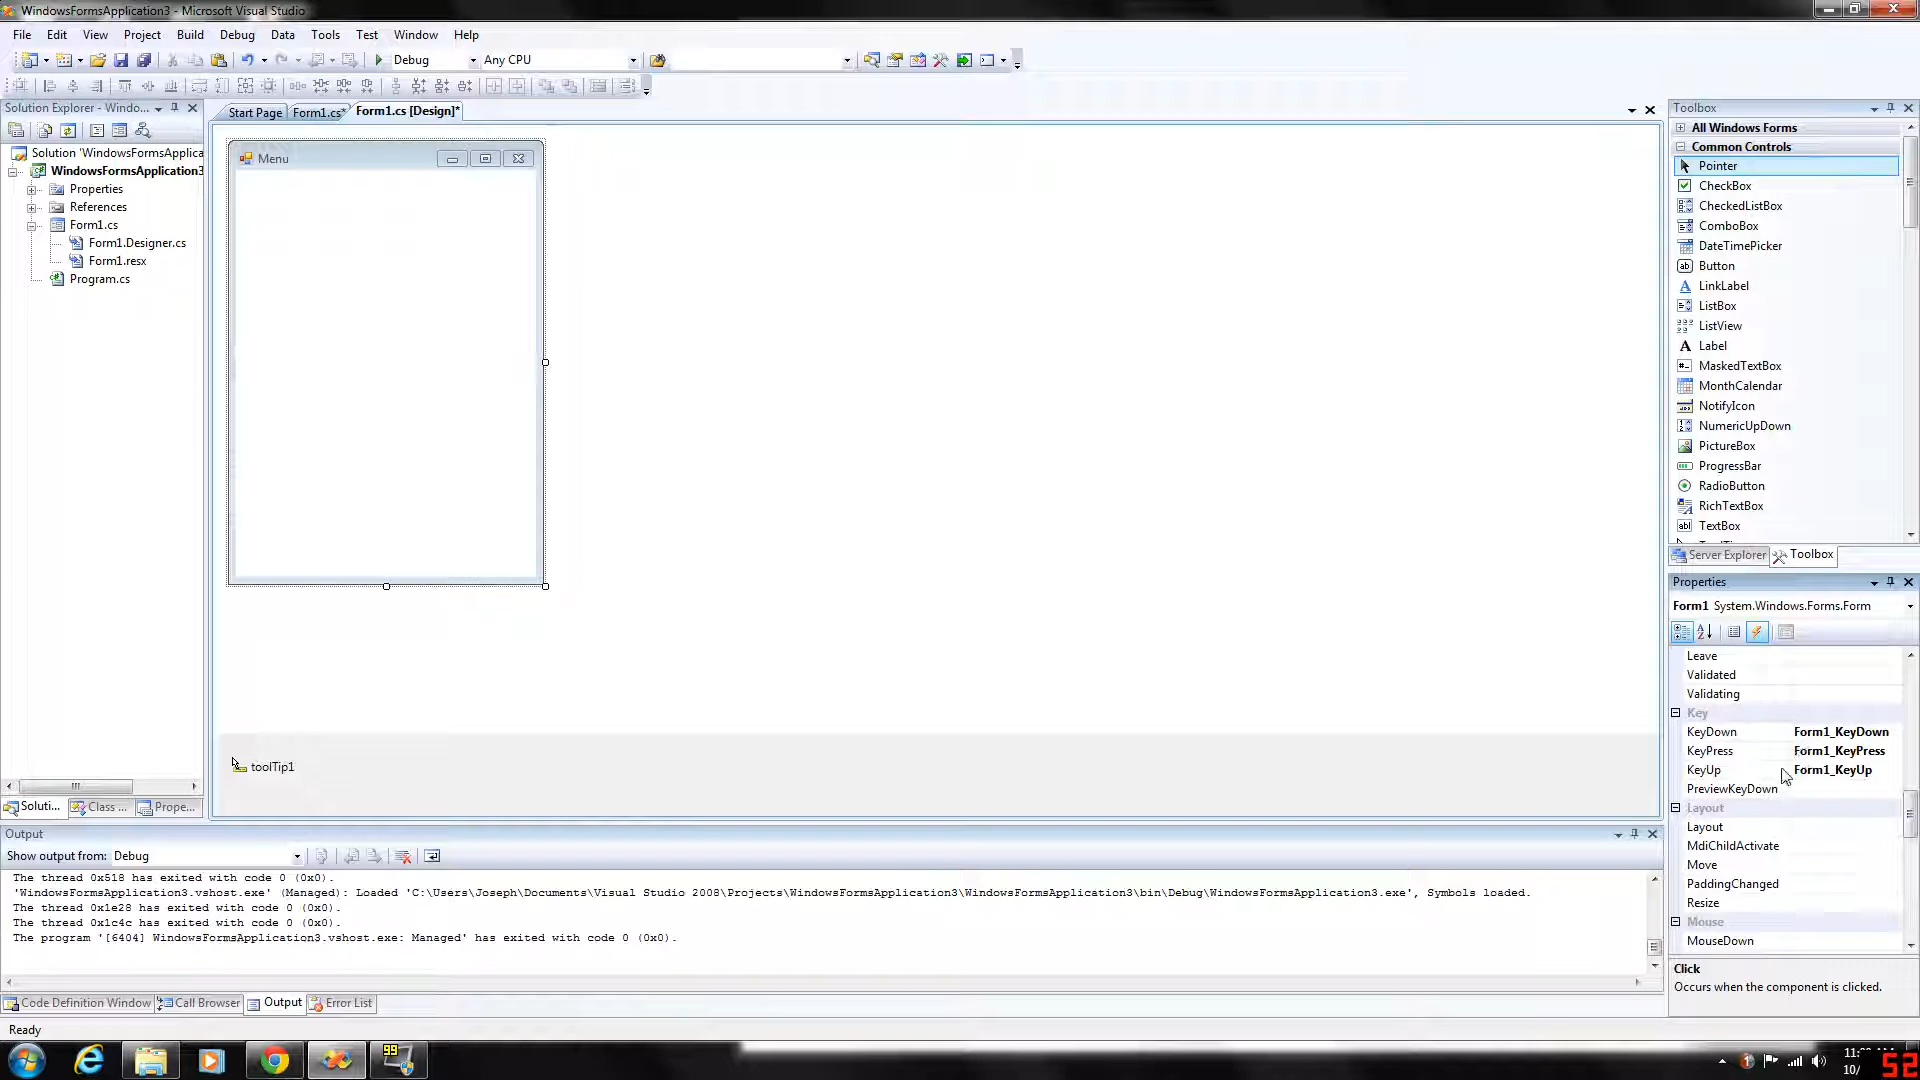 WindowsFormsApplication3 - Microsoft Visual Studio
File Edit View Project Build Debug Data Tools Test Window Help
Debug Any CPU
Solution Explorer - Windo...
Solution 'WindowsFormsApplica
WindowsFormsApplication3
Properties
References
Form1.cs
Form1.Designer.cs
Form1.resx
Program.cs
Soluti... Class ... Prope...
Start Page Form1.cs* Form1.cs [Design]*
Menu
toolTip1
Toolbox
All Windows Forms
Common Controls
Pointer
CheckBox
CheckedListBox
ComboBox
DateTimePicker
Button
LinkLabel
ListBox
ListView
Label
MaskedTextBox
MonthCalendar
NotifyIcon
NumericUpDown
PictureBox
ProgressBar
RadioButton
RichTextBox
TextBox
Server Explorer Toolbox
Properties
Form1 System.Windows.Forms.Form
Leave
Validated
Validating
Key
KeyDown Form1_KeyDown
KeyPress Form1_KeyPress
KeyUp Form1_KeyUp
PreviewKeyDown
Layout
Layout
MdiChildActivate
Move
PaddingChanged
Resize
Mouse
MouseDown
Click
Occurs when the component is clicked.
Output
Show output from: Debug
The thread 0x518 has exited with code 0 (0x0).
'WindowsFormsApplication3.vshost.exe' (Managed): Loaded 'C:\Users\Joseph\Documents\Visual Studio 2008\Projects\WindowsFormsApplication3\WindowsFormsApplication3\bin\Debug\WindowsFormsApplication3.exe', Symbols loaded.
The thread 0x1e28 has exited with code 0 (0x0).
The thread 0x1c4c has exited with code 0 (0x0).
The program '[6404] WindowsFormsApplication3.vshost.exe: Managed' has exited with code 0 (0x0).
Code Definition Window Call Browser Output Error List
Ready
99
10/
52